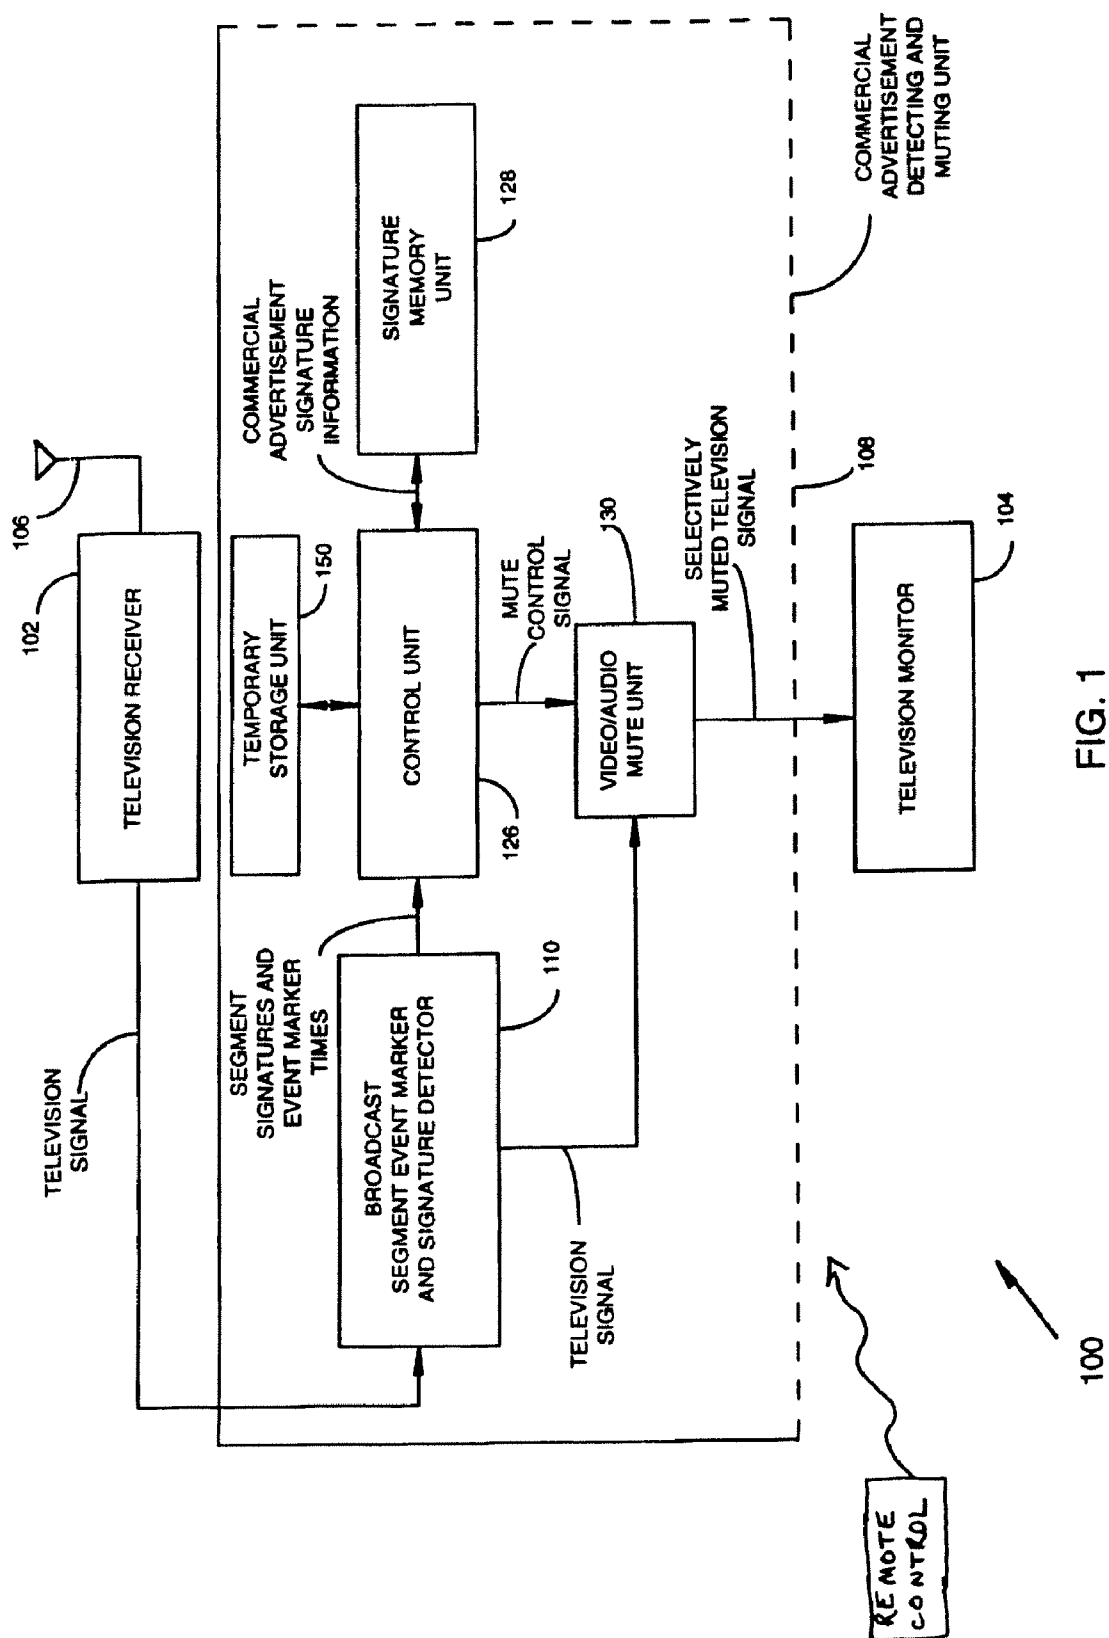 106
102
TELEVISION RECEIVER
TELEVISION
SIGNAL
TEMPORARY
STORAGE UNIT
150
COMMERCIAL
ADVERTISEMENT
SIGNATURE
INFORMATION
SEGMENT
SIGNATURES AND
EVENT MARKER
TIMES
BROADCAST
SEGMENT EVENT MARKER
AND SIGNATURE DETECTOR
110
CONTROL UNIT
126
SIGNATURE
MEMORY
UNIT
128
MUTE
CONTROL
SIGNAL
TELEVISION
SIGNAL
VIDEO/AUDIO
MUTE UNIT
130
SELECTIVELY
MUTED TELEVISION
SIGNAL
108
COMMERCIAL
ADVERTISEMENT
DETECTING AND
MUTING UNIT
REMOTE
CONTROL
TELEVISION MONITOR
104
100
FIG. 1